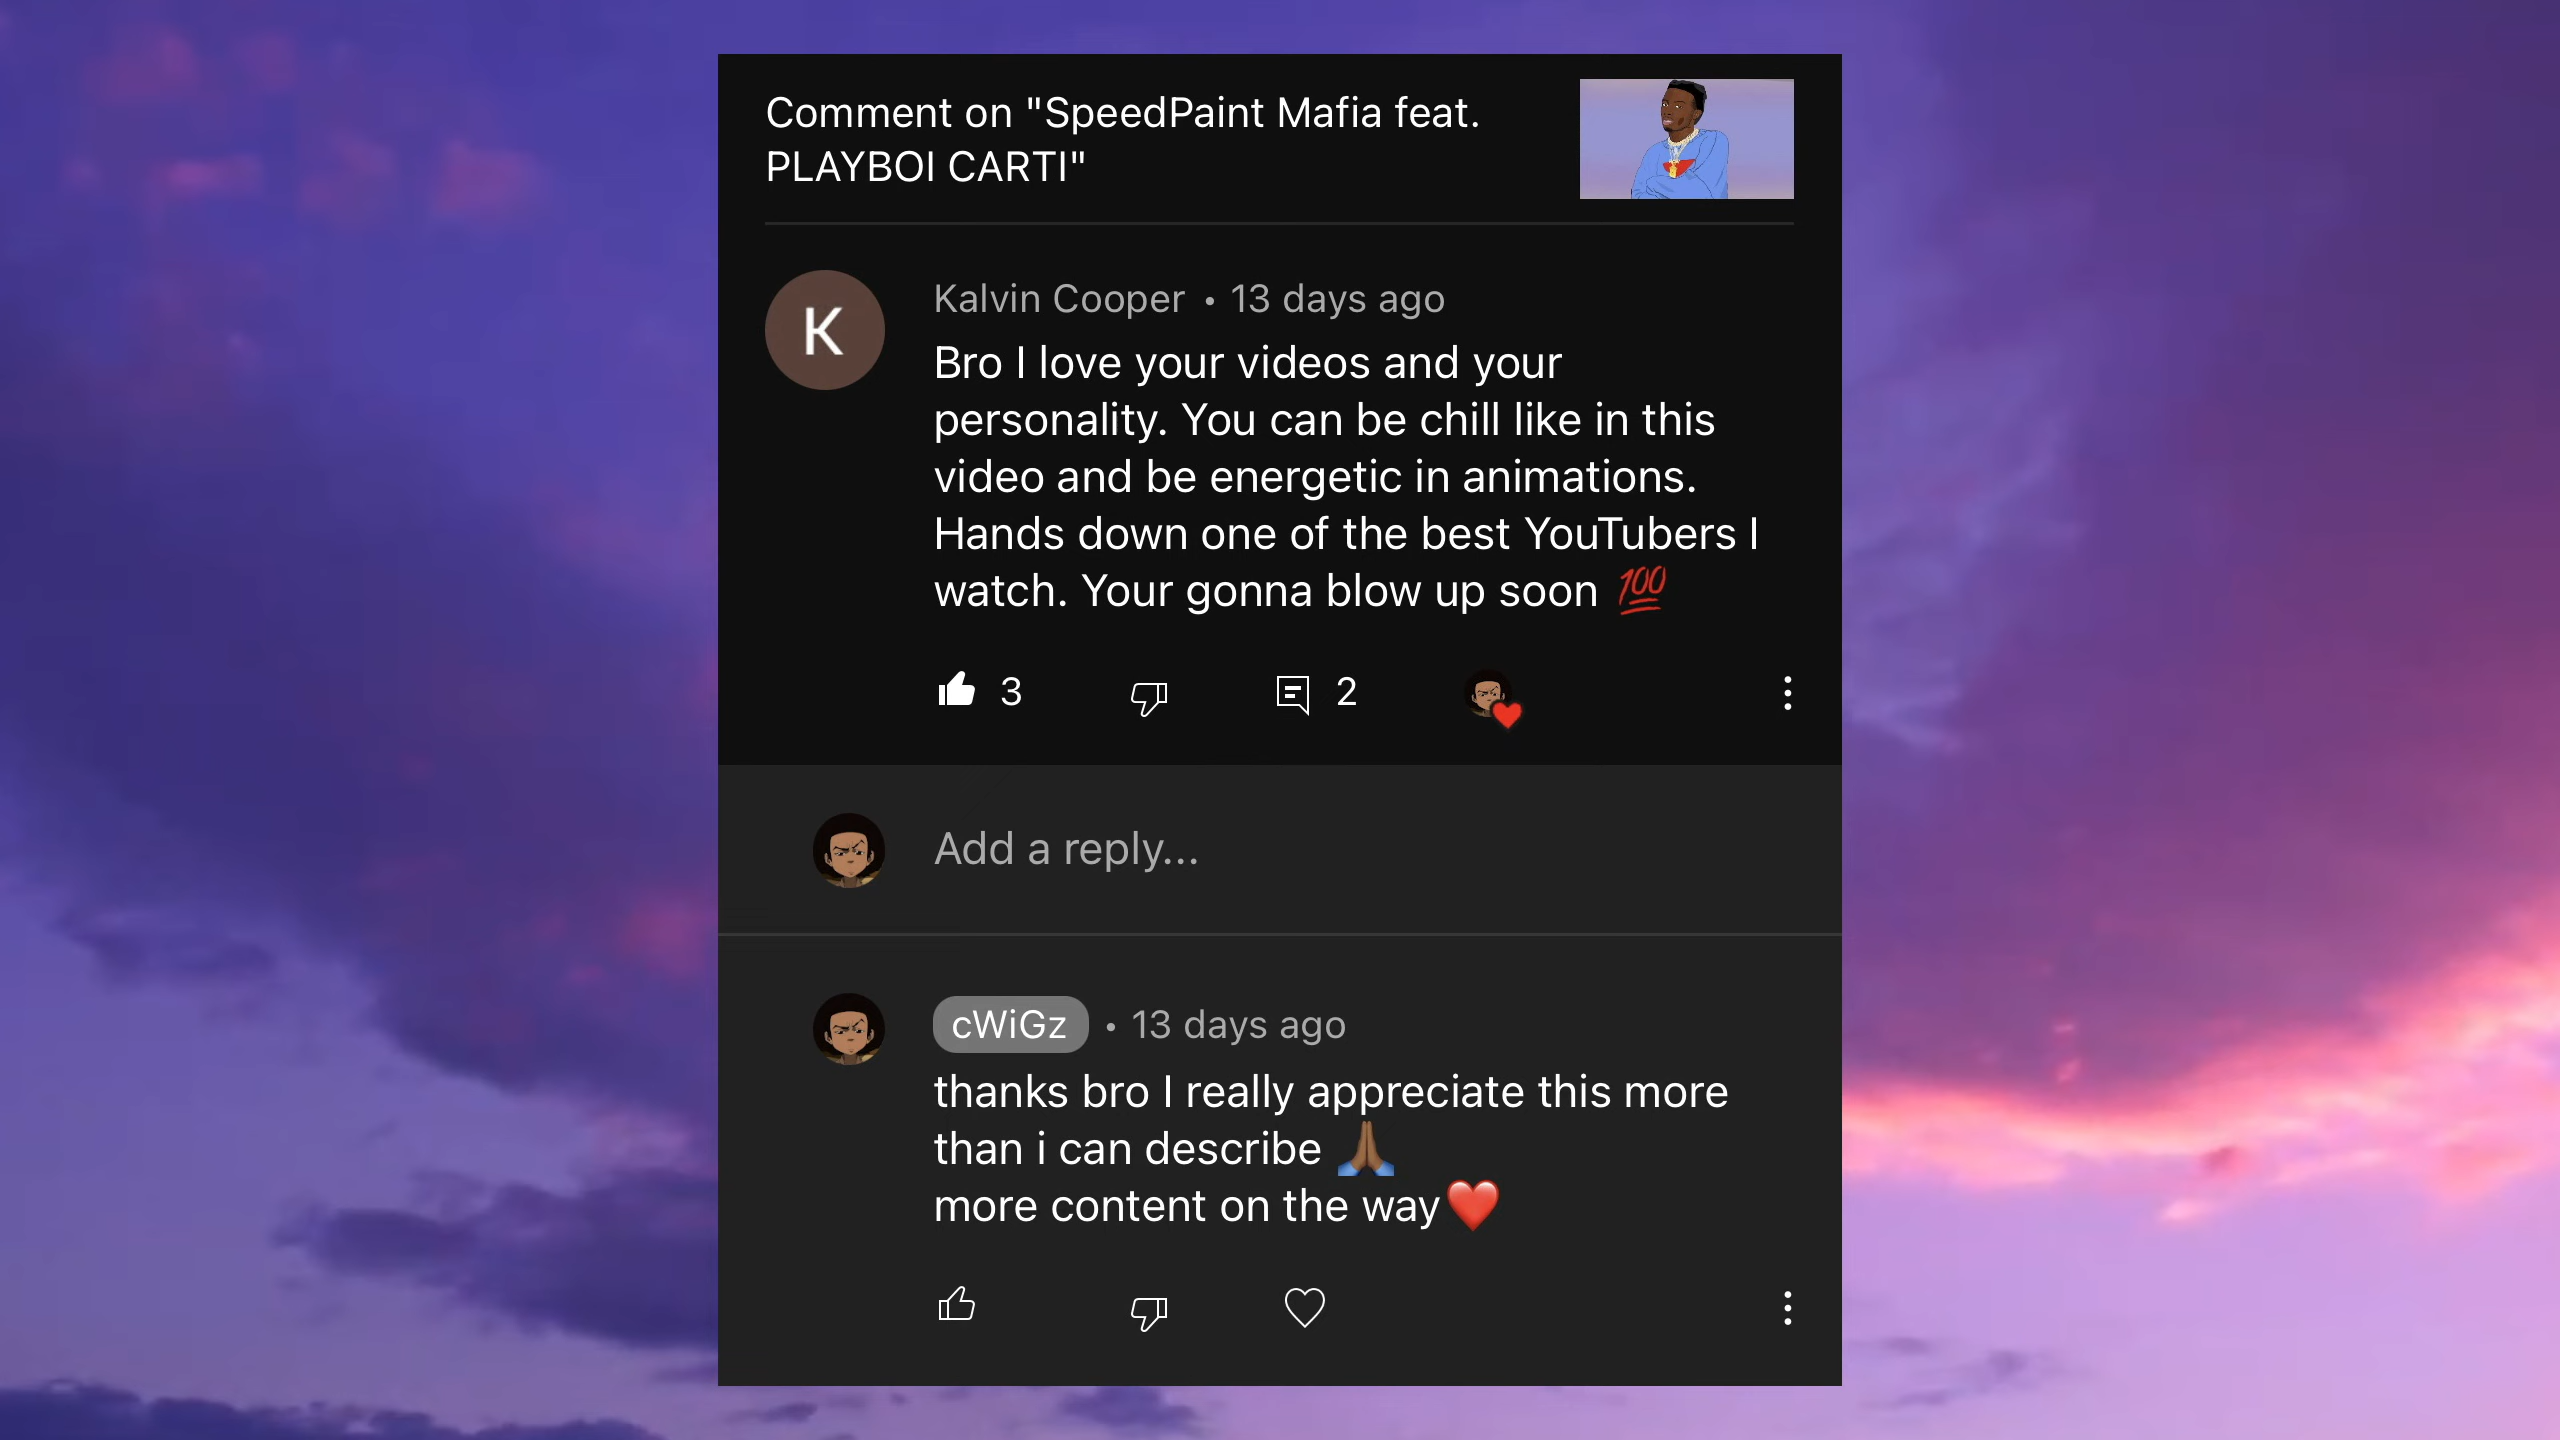 Comment on "SpeedPaint Mafia feat.
PLAYBOI CARTI"
K
Kalvin Cooper • 13 days ago
Bro I love your videos and your
personality. You can be chill like in this
video and be energetic in animations.
Hands down one of the best YouTubers I
watch. Your gonna blow up soon 💯
3 2
Add a reply...
cWiGz • 13 days ago
thanks bro I really appreciate this more
than i can describe 🙏🏾
more content on the way❤️